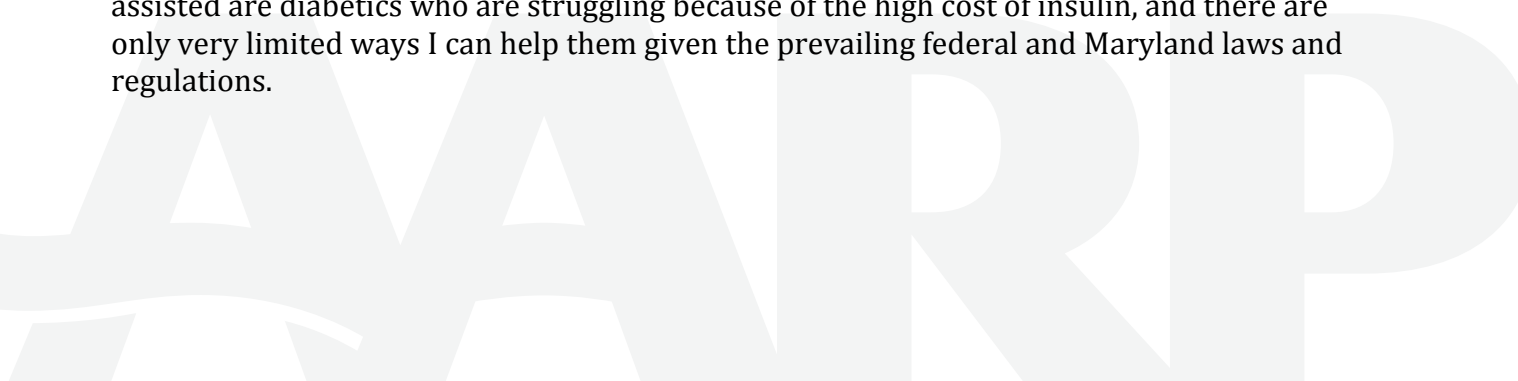 assisted are diabetics who are struggling because of the high cost of insulin, and there are
only very limited ways I can help them given the prevailing federal and Maryland laws and
regulations.
AARP